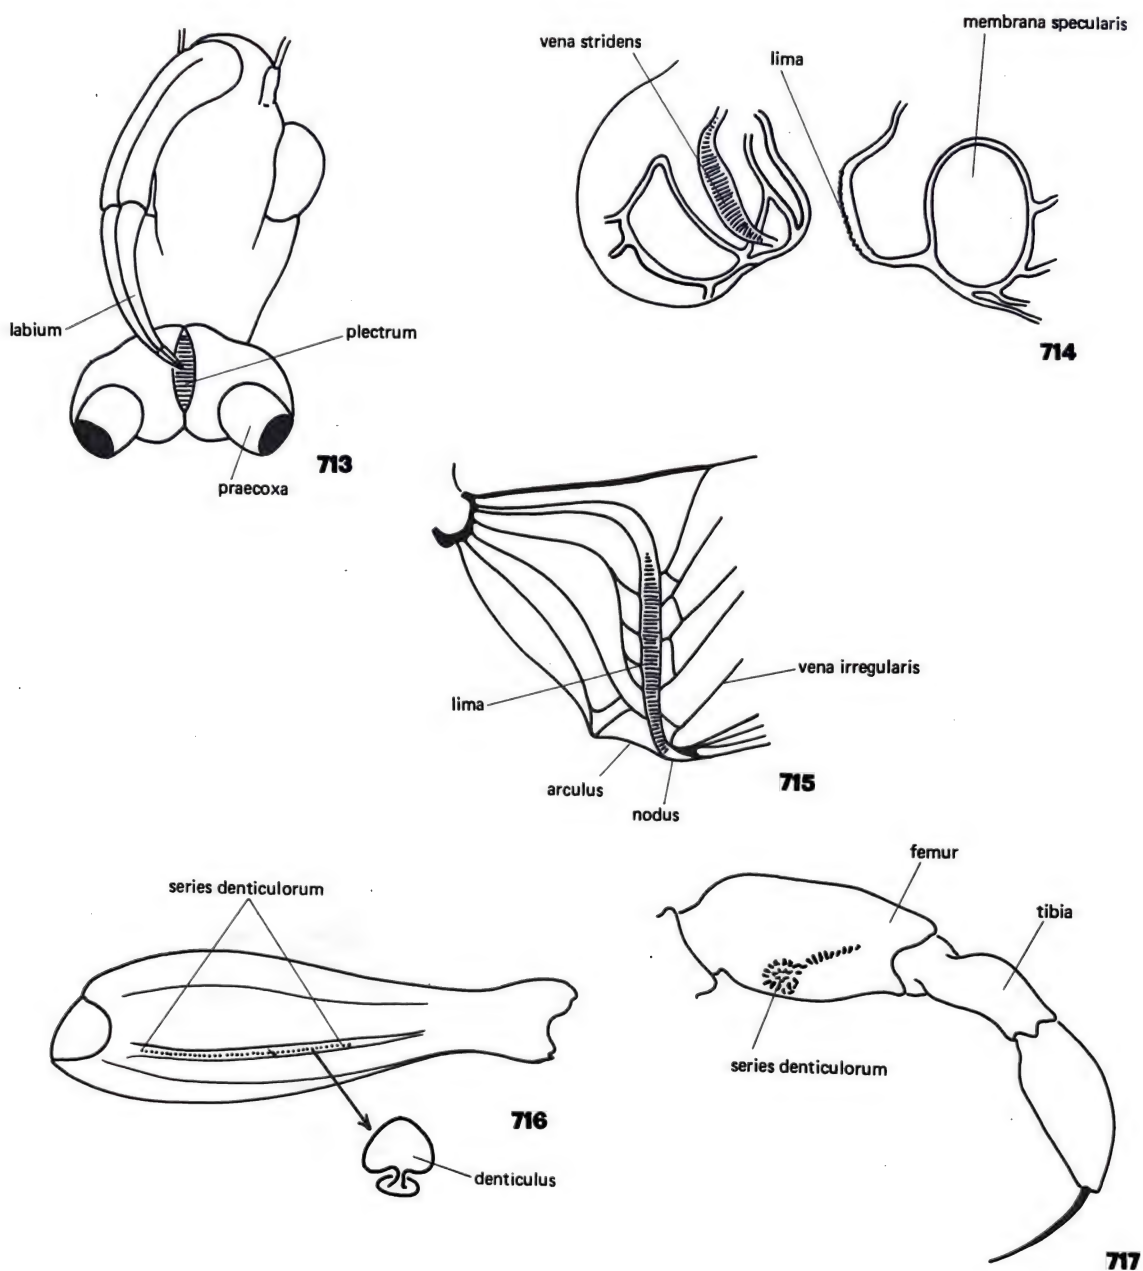 membrana specularis
vena stridens
lima
labium
plectrum
714
713
praecoxa
vena irregularis
lima
715
arculus
nodus
femur
series denticulorum
tibia
series denticulorum
716
denticulus
717